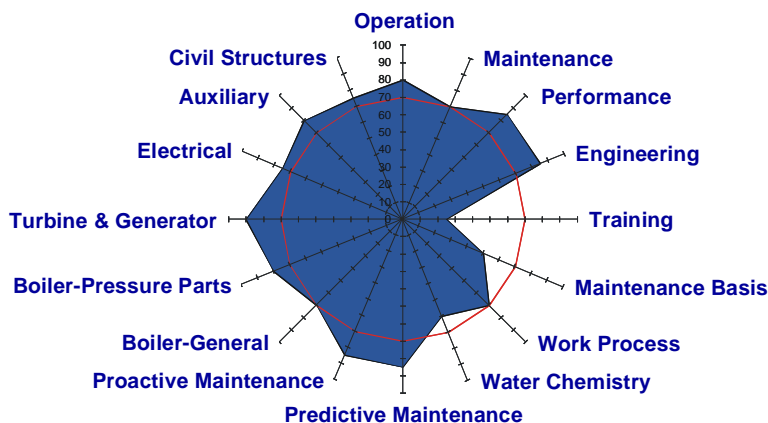 Operation
100
Civil Structures
Maintenance
90
80
Auxiliary
Performance
70
60
50
Electrical
Engineering
40
30
20
10
Turbine & Generator
0
Training
Boiler-Pressure Parts
Maintenance Basis
Boiler-General
Work Process
Proactive Maintenance
Water Chemistry
Predictive Maintenance